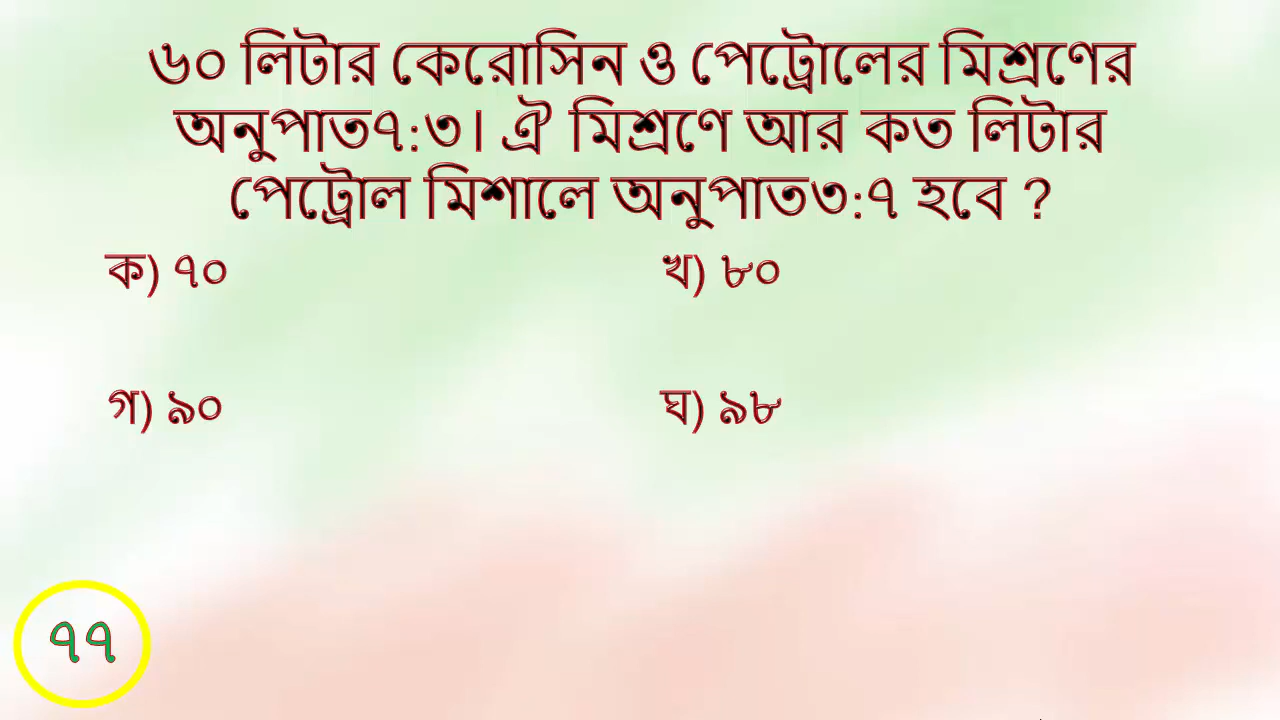 ৬০ লিটার কেরোসিন ও পেট্রোলের মিশ্রণের
অনুপাত৭:৩। ঐ মিশ্রণে আর কত লিটার
পেট্রোল মিশালে অনুপাত৩:৭ হবে ?
ক) ৭০
খ) ৮০
গ) ৯০
ঘ) ৯৮
৭৭